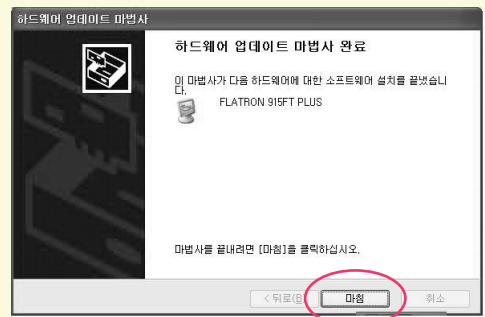 하드웨어 업데이트 마법사
하드웨어 업데이트 마법사 완료
이 마법사가 다음 하드웨어에 대한 소프트웨어 설치를 끝냈습니
다.
FLATRON 915FT PLUS
마법사를 끝내려면 [마침]을 클릭하십시오.
< 뒤로(B) 마침 취소